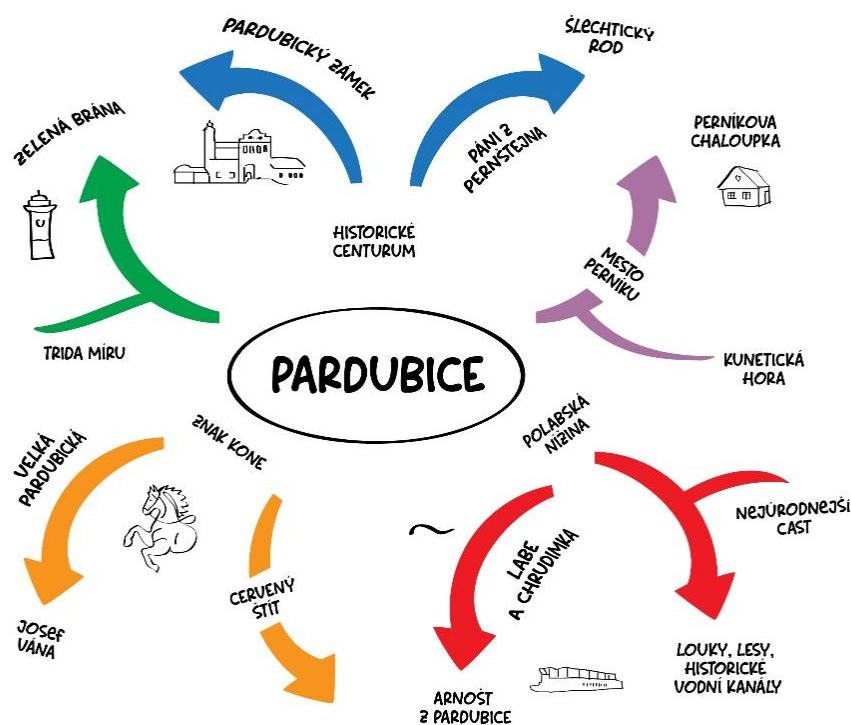 PARDUBICKÝ ZÁMEK
ŠLECHTICKÝ
ROD
ZELENÁ BRÁNA
PÁNI Z
PERNŠTEJNA
PERNÍKOVA
CHALOUPKA
HISTORICKÉ
CENTURUM
MESTO
PERNÍKU
TRIDA MÍRU
KUNETICKÁ
HORA
PARDUBICE
VELKÁ
PARDUBICKÁ
ZNAK KONE
POLABSKÁ
NÍŽINA
NEJÚRODNEJŠÍ
CAST
LABE
A CHRUDIMKA
CERVENÝ
ŠTÍT
JOSEF
VÁNA
LOUKY, LESY,
HISTORICKÉ
VODNÍ KANÁLY
ARNOŠT
Z PARDUBICE